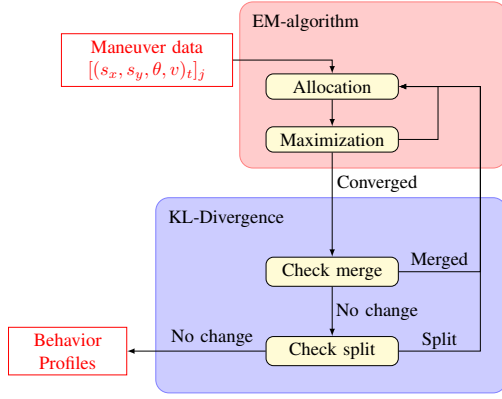 EM-algorithm
Maneuver data
[(s_x, s_y, θ, v)_t]_j
Allocation
Maximization
Converged
KL-Divergence
Check merge
Merged
No change
Behavior
Profiles
No change
Check split
Split